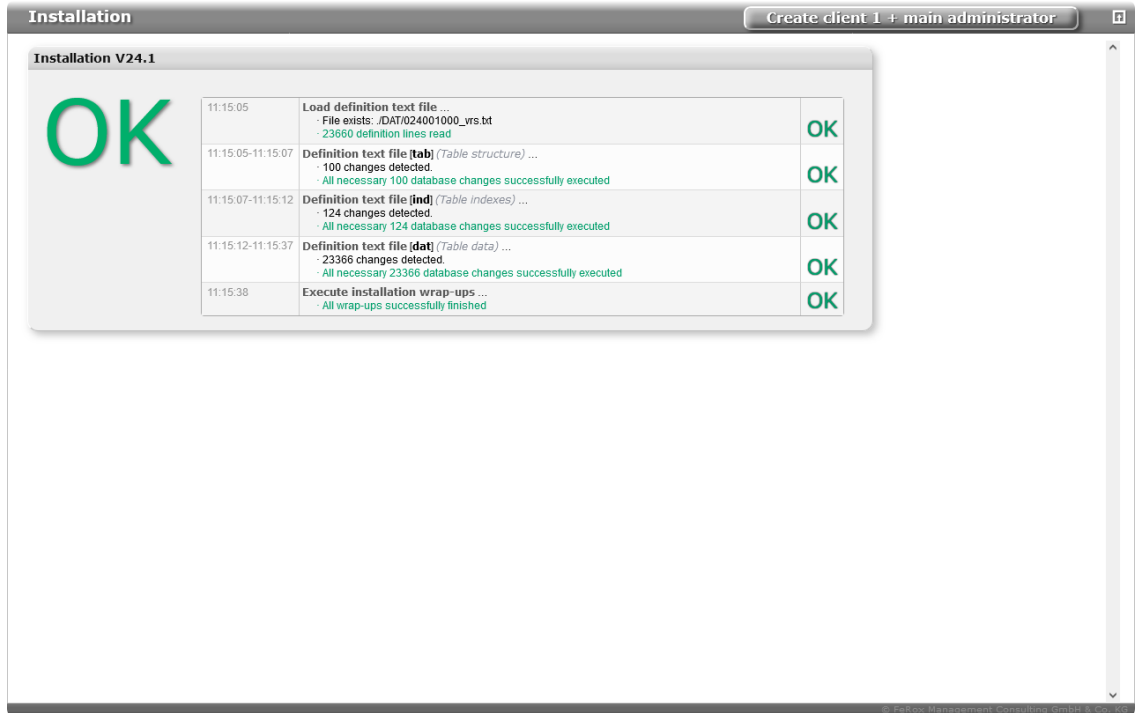 Installation
Create client 1 + main administrator
Installation V24.1
OK
11:15:05
Load definition text file ...
· File exists: ./DAT/024001000_vrs.txt
· 23660 definition lines read
OK
11:15:05-11:15:07
Definition text file [tab] (Table structure) ...
· 100 changes detected.
· All necessary 100 database changes successfully executed
OK
11:15:07-11:15:12
Definition text file [ind] (Table indexes) ...
· 124 changes detected.
· All necessary 124 database changes successfully executed
OK
11:15:12-11:15:37
Definition text file [dat] (Table data) ...
· 23366 changes detected.
· All necessary 23366 database changes successfully executed
OK
11:15:38
Execute installation wrap-ups ...
· All wrap-ups successfully finished
OK
© FeRox Management Consulting GmbH & Co. KG